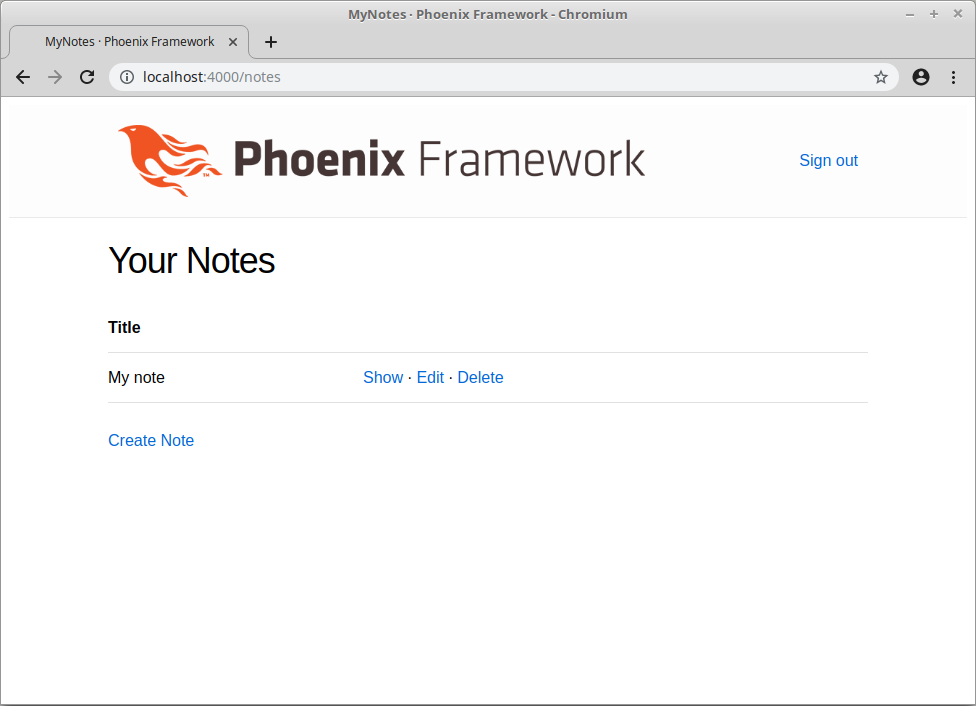 MyNotes · Phoenix Framework - Chromium
MyNotes · Phoenix Framework
localhost:4000/notes
Phoenix Framework
TM
Sign out
Your Notes
Title
My note Show · Edit · Delete
Create Note